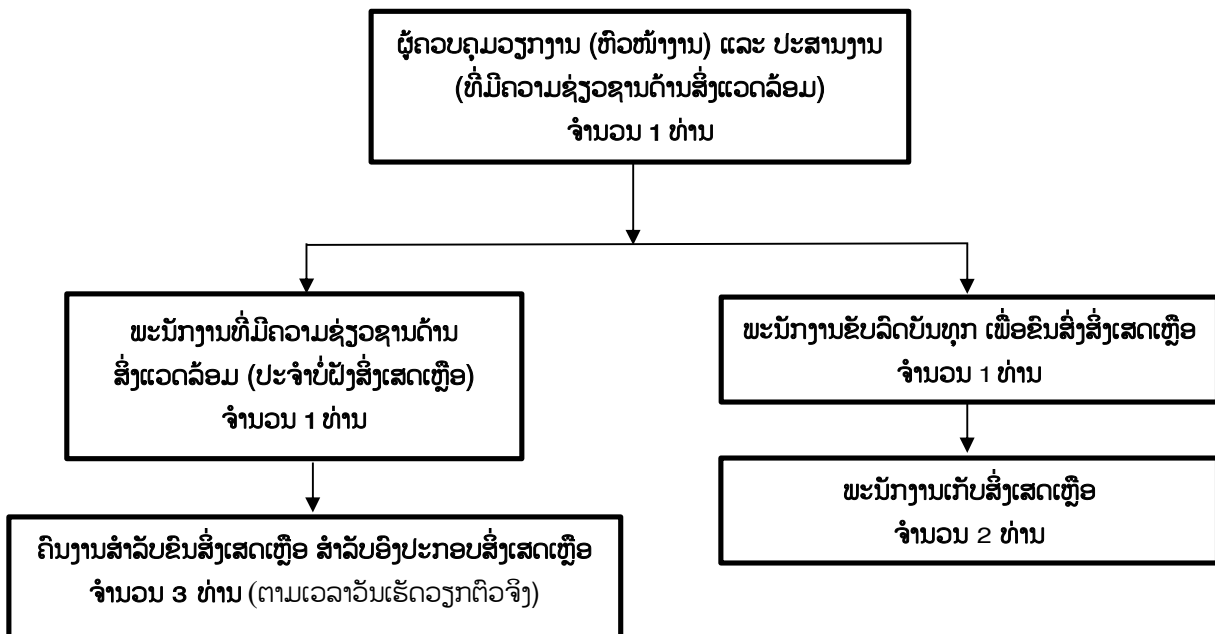 ຜູ້ຄວບຄຸມວຽກງານ (ຫົວໜ້າງານ) ແລະ ປະສານງານ
(ທີ່ມີຄວາມຊ່ຽວຊານດ້ານສິ່ງແວດລ້ອມ)
ຈຳນວນ 1 ທ່ານ
ພະນັກງານທີ່ມີຄວາມຊ່ຽວຊານດ້ານ
ສິ່ງແວດລ້ອມ (ປະຈຳບໍ່ຝັງສິ່ງເສດເຫຼືອ)
ຈຳນວນ 1 ທ່ານ
ຄົນງານສຳລັບຂົນສິ່ງເສດເຫຼືອ ສຳລັບອົງປະກອບສິ່ງເສດເຫຼືອ
ຈຳນວນ 3 ທ່ານ (ຕາມເວລາວັນເຮັດວຽກຕົວຈິງ)
ພະນັກງານຂັບລົດບັນທຸກ ເພື່ອຂົນສົ່ງສິ່ງເສດເຫຼືອ
ຈຳນວນ 1 ທ່ານ
ພະນັກງານເກັບສິ່ງເສດເຫຼືອ
ຈຳນວນ 2 ທ່ານ